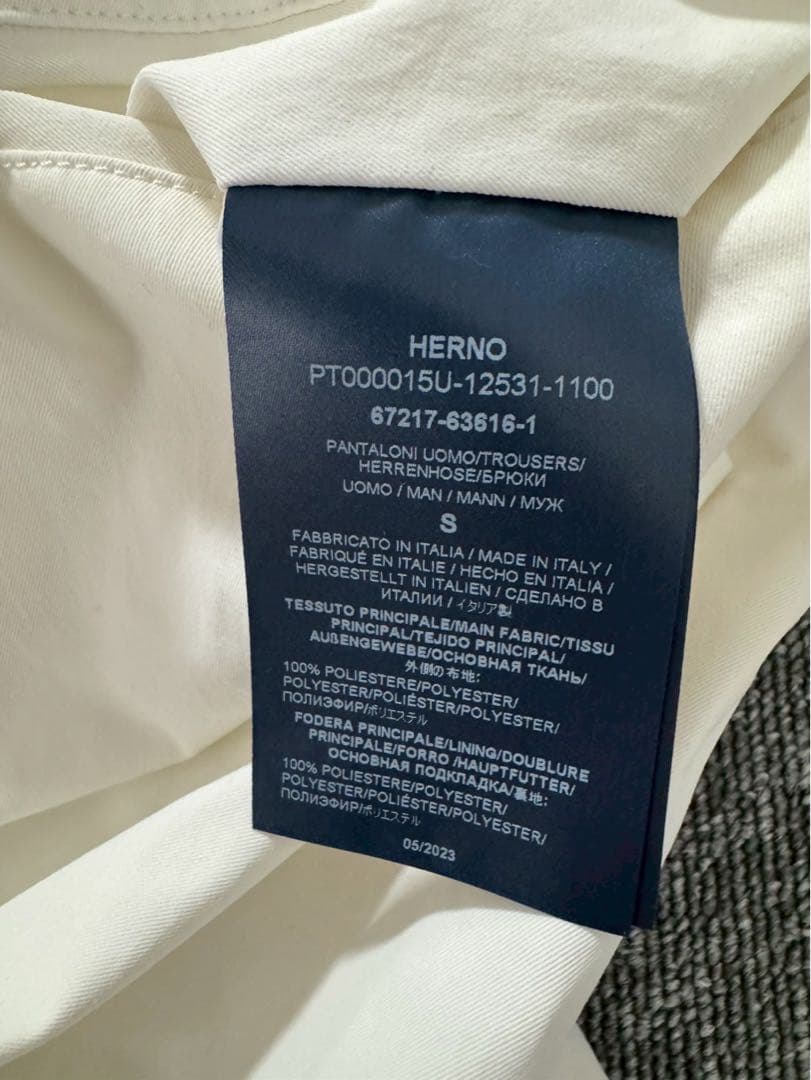 HERNO
PT000015U-12531-1100
67217-63616-1
PANTALONI UOMO/TROUSERS/
HERRENHOSE/БРЮКИ
UOMO / MAN / MANN / МУЖ
S
FABBRICATO IN ITALIA / MADE IN ITALY /
FABRIQUÉ EN ITALIE / HECHO EN ITALIA /
HERGESTELLT IN ITALIEN / СДЕЛАНО В
ИТАЛИИ / イタリア製
TESSUTO PRINCIPALE/MAIN FABRIC/TISSU
PRINCIPAL/TEJIDO PRINCIPAL/
AUßENGEWEBE/ОСНОВНАЯ ТКАНЬ/
外側の布地:
100% POLIESTERE/POLYESTER/
POLYESTER/POLIÉSTER/POLYESTER/
ПОЛИЭФИР/ポリエステル
FODERA PRINCIPALE/LINING/DOUBLURE
PRINCIPALE/FORRO /HAUPTFUTTER/
ОСНОВНАЯ ПОДКЛАДКА/裏地:
100% POLIESTERE/POLYESTER/
POLYESTER/POLIÉSTER/POLYESTER/
ПОЛИЭФИР/ポリエステル
05/2023